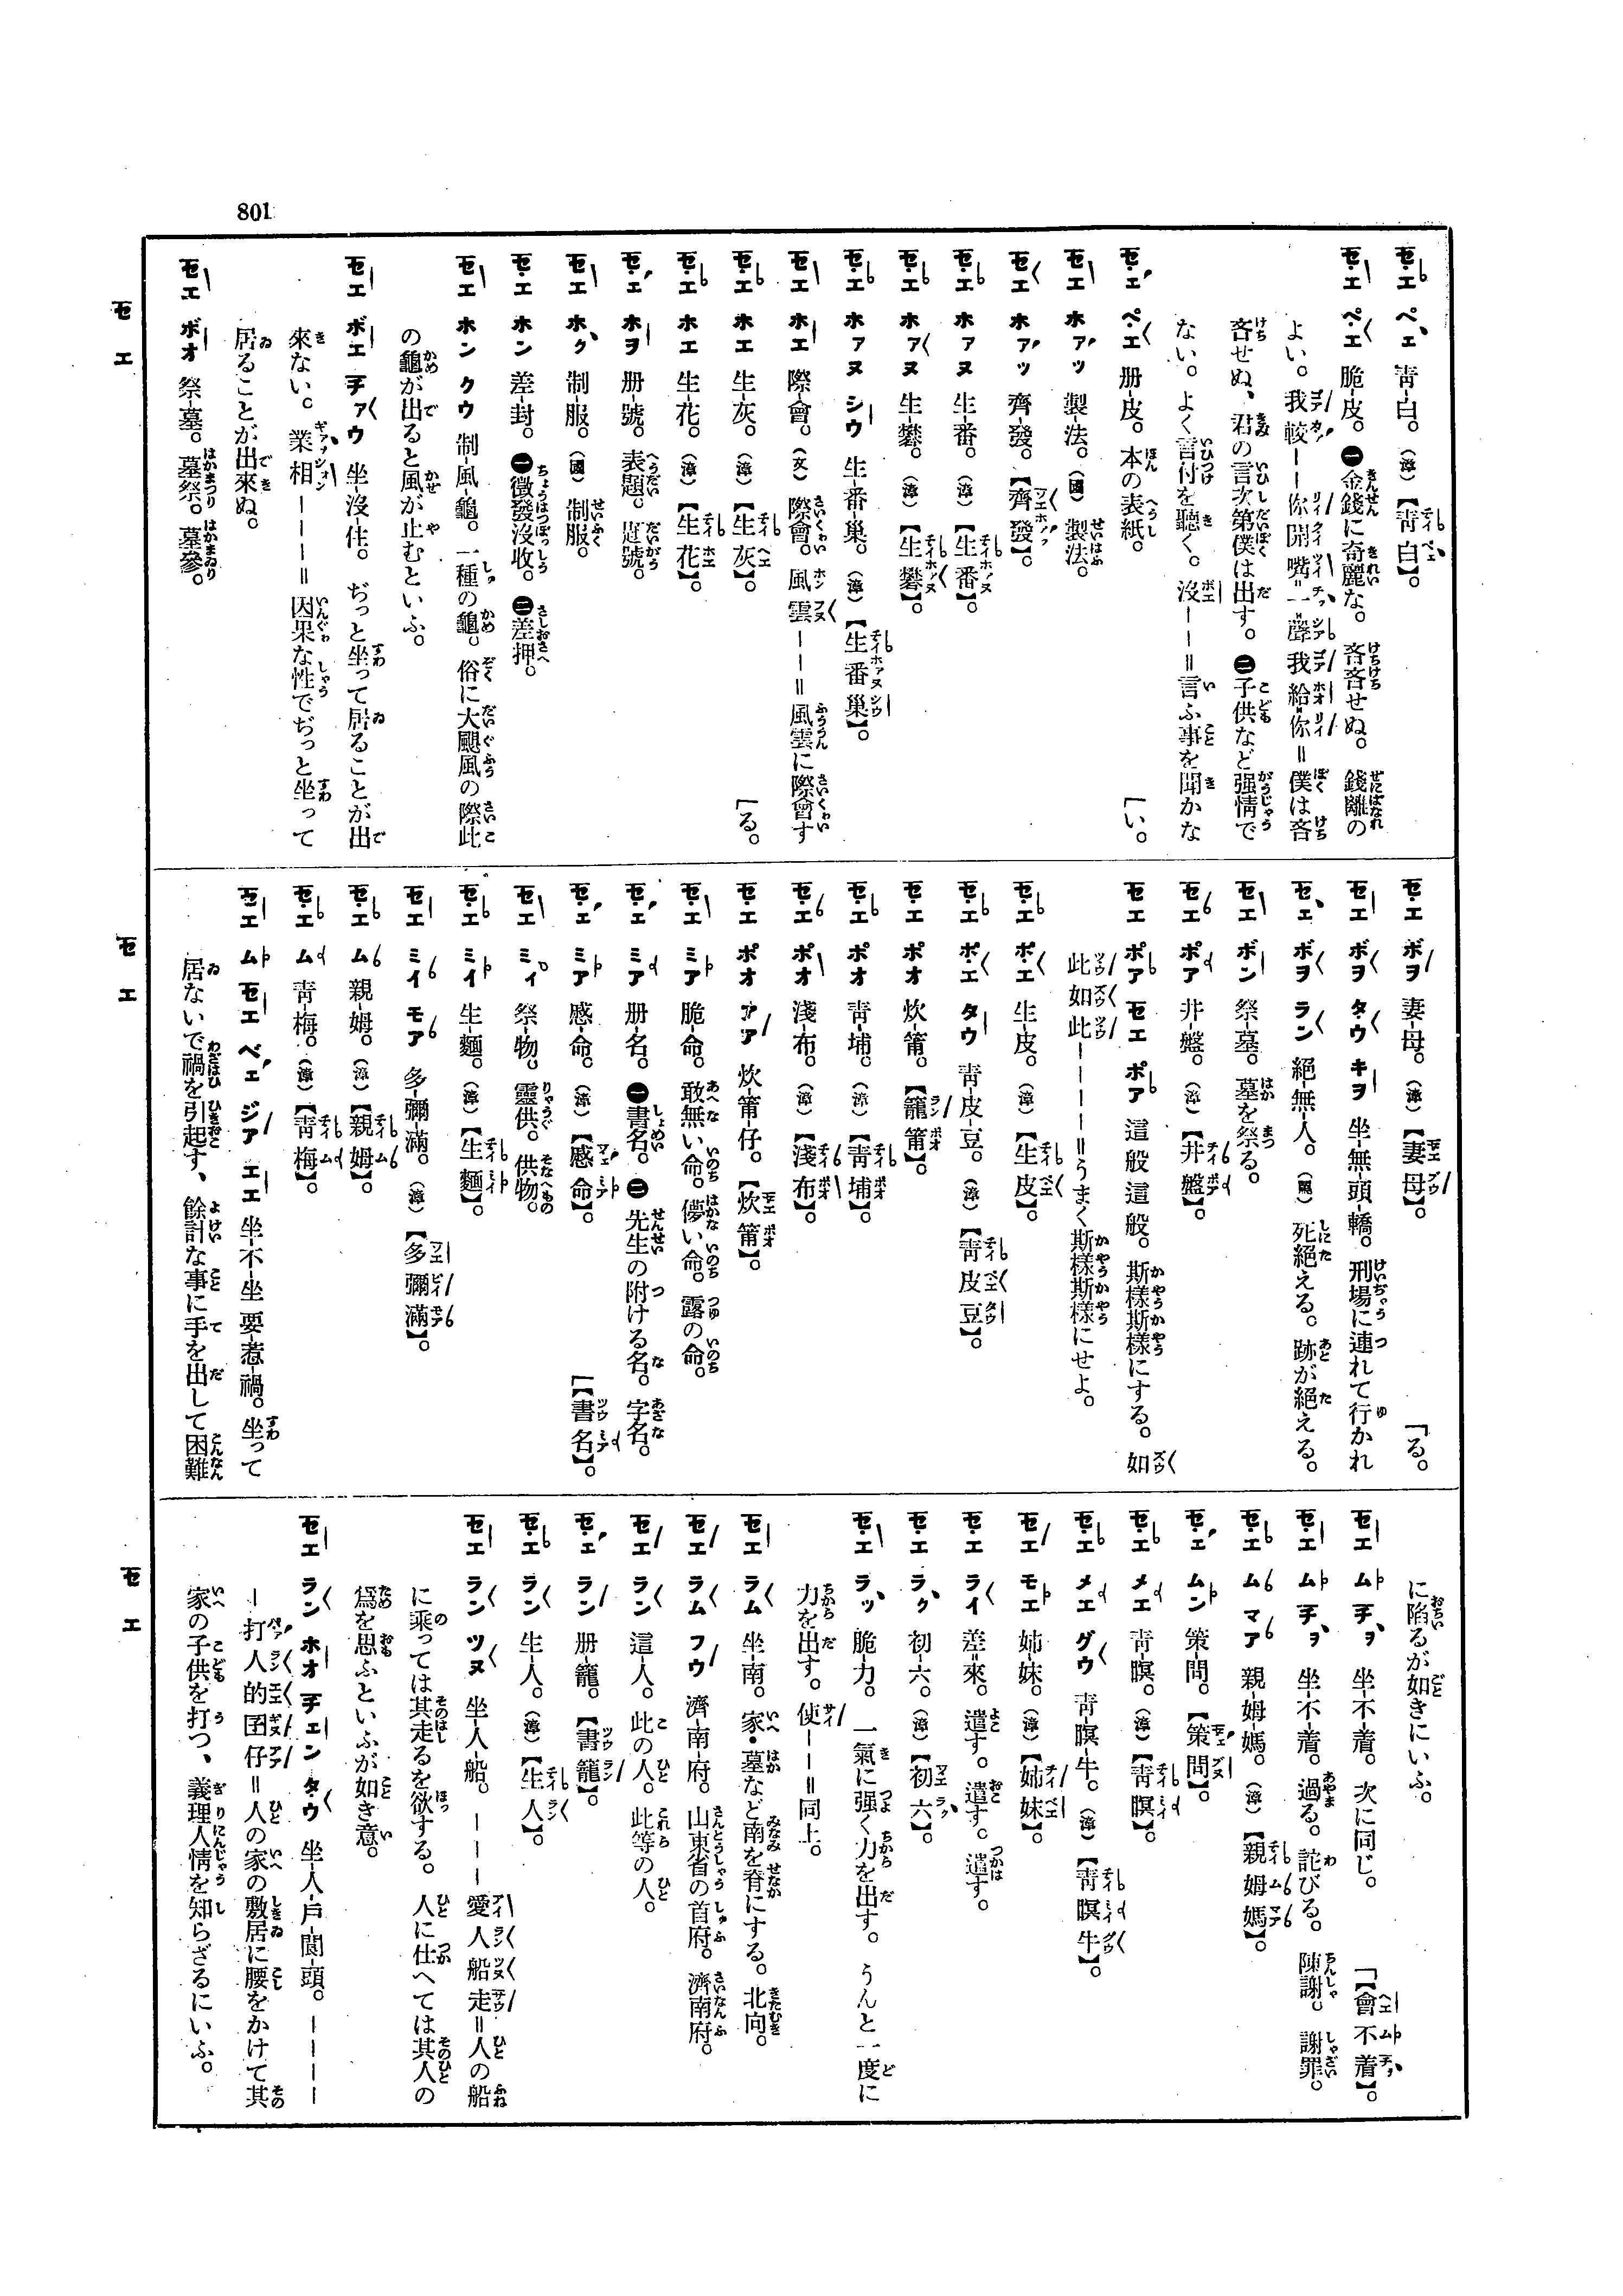 801
セ エ
セエ ペエ 靑-白。(漳)【靑白】。
セエ ペエ 脆-皮。㊀金錢に奇麗な。吝吝せぬ。錢離の
よい。我較--你開嘴=一=聲我給=你=僕は吝
吝せぬ、君の言次第僕は出す。㊁子供など强情で
ない。よく言付を聽く。沒--=言ふ事を聞かな
セエ ペエ 册-皮。本の表紙。 「い。
セエ ホァッ 製-法。(國)製法。
セエ ホァッ 齊-發。【齊發】。
セエ ホァヌ 生-番。(漳)【生番】。
セエ ホァヌ 生-礬。(漳)【生礬】。
セエ ホァヌ シウ 生-番-巢。(漳)【生番巢】。
セエ ホエ 際-會。(文)際會。風雲--=風雲に際會す
セエ ホエ 生-灰。(漳)【生灰】。 「る。
セエ ホエ 生-花。(漳)【生花】。
セエ ホヲ 册-號。表題。題號。
セエ ホク 制-服。(國)制服。
セエ ホン 差-封。㊀徵發沒收。㊁差押。
セエ ホン クウ 制-風-龜。一種の龜。俗に大颶風の際此
の龜が出ると風が止むといふ。
セエ ボエ チァウ 坐-沒-住。ぢっと坐って居ることが出
來ない。業相----=因果な性でぢっと坐って
居ることが出來ぬ。
セエ ボオ 祭-墓。墓祭。墓參。
セ エ
セエ ボヲ 妻-母。(漳)【妻母】。 「る。
セエ ボヲ タウ キヲ 坐-無-頭-轎。刑場に連れて行かれ
セエ ボヲ ラン 絕-無-人。(罵)死絕える。跡が絕える。
セエ ボン 祭-墓。墓を祭る。
セエ ポア 井-盤。(漳)【井盤】。
セエ ポア セエ ポア 這般這般。斯樣斯樣にする。如
此如此----=うまく斯樣斯樣にせよ。
セエ ポエ 生-皮。(漳)【生皮】。
セエ ポエ タウ 靑-皮-豆。(漳)【靑皮豆】。
セエ ポオ 炊-箵。【籠箵】。
セエ ポオ 靑-埔。(漳)【靑埔】。
セエ ポオ 淺-布。(漳)【淺布】。
セエ ポオ アア 炊-箵-仔。【炊箵】。
セエ ミア 脆-命。敢無い命。儚い命。露の命。
セエ ミア 册-名。㊀書名。㊁先生の附ける名。字名。
セエ ミア 感-命。(漳)【感命】。 「【書名】。
セエ ミィ 祭-物。靈供。供物。
セエ ミイ 生-麵。(漳)【生麵】。
セエ ミイ モア 多-彌-滿。(漳)【多彌滿】。
セエ ム 親-姆。(漳)【親姆】。
セエ ム 靑-梅。(漳)【靑梅】。
セエ ム セエ ベエ ジア エエ 坐-不-坐要-惹-禍。坐って
居ないで禍を引起す、餘計な事に手を出して困難
セ エ
に陷るが如きにいふ。
セエ ム チヲ 坐-不-着。次に同じ。 「【會不着】。
セエ ム チヲ 坐-不-着。過る。詫びる。陳謝。謝罪。
セエ ム マア 親-姆-媽。(漳)【親姆媽】。
セエ ムン 策-問。【策問】。
セエ メエ 靑-瞑。(漳)【靑瞑】。
セエ メエ グウ 靑-瞑-牛。(漳)【靑瞑牛】。
セエ モエ 姉-妹。(漳)【姉妹】。
セエ ライ 差=來。遣す。遣す。遣す。
セエ ラク 初-六。(漳)【初六】。
セエ ラッ 脆-力。一氣に强く力を出す。うんと一度に
力を出す。使--=同上。
セエ ラム 坐-南。家・墓など南を脊にする。北向。
セエ ラム フウ 濟-南-府。山東省の首府。濟南府。
セエ ラン 這-人。此の人。此等の人。
セエ ラン 册-籠。【書籠】。
セエ ラン 生-人。(漳)【生人】。
セエ ラン ツヌ 坐-人-船。---愛人船走=人の船
に乘っては其走るを欲する。人に仕へては其人の
爲を思ふといふが如き意。
セエ ラン ホオ チェン タウ 坐-人-戶-閬-頭。----
-打人的囝仔=人の家の敷居に腰をかけて其
家の子供を打つ、義理人情を知らざるにいふ。